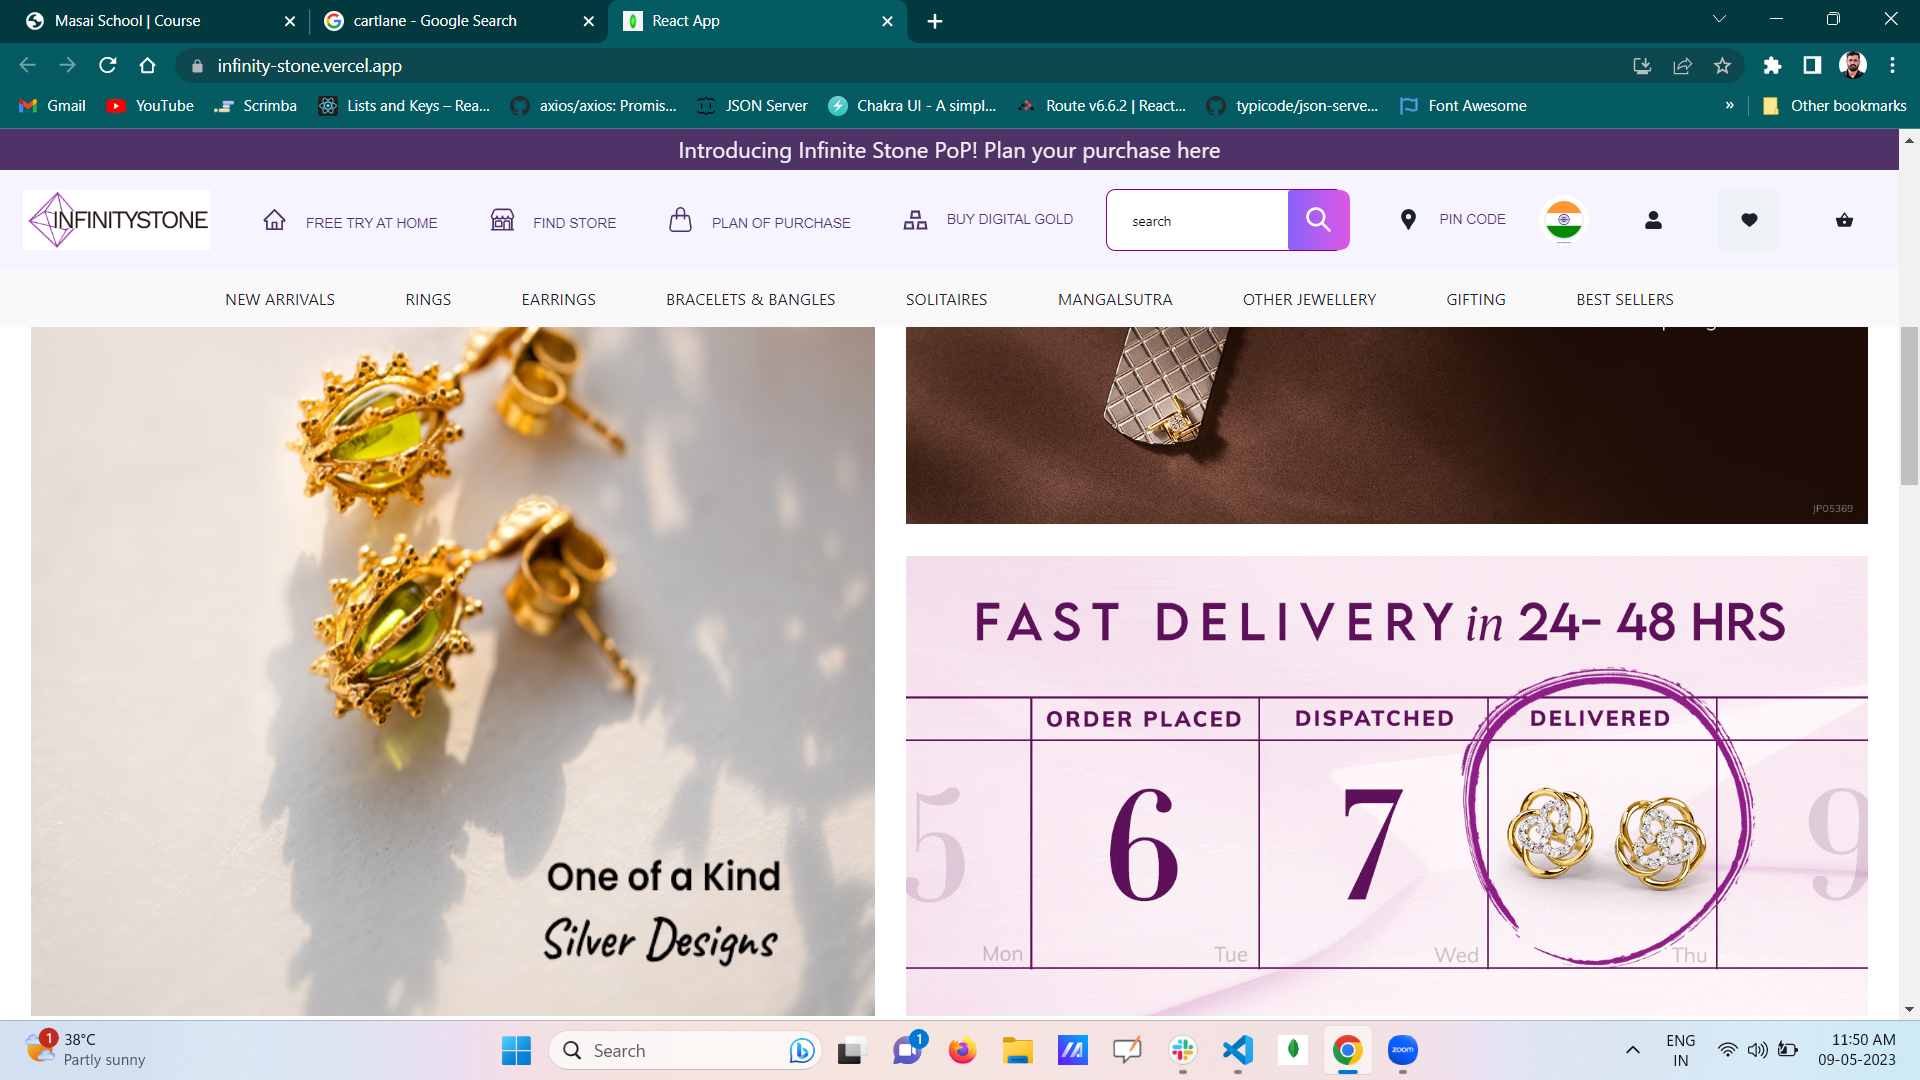 Masai School | Course
cartlane - Google Search
React App
infinity-stone.vercel.app
Gmail
YouTube
Scrimba
Lists and Keys – Rea...
axios/axios: Promis...
JSON Server
Chakra UI - A simpl...
Route v6.6.2 | React...
typicode/json-serve...
Font Awesome
»
Other bookmarks
Introducing Infinite Stone PoP! Plan your purchase here
INFINITYSTONE
FREE TRY AT HOME
FIND STORE
PLAN OF PURCHASE
BUY DIGITAL GOLD
search
PIN CODE
NEW ARRIVALS
RINGS
EARRINGS
BRACELETS & BANGLES
SOLITAIRES
MANGALSUTRA
OTHER JEWELLERY
GIFTING
BEST SELLERS
One of a Kind
Silver Designs
JP05369
FAST DELIVERY in 24- 48 HRS
ORDER PLACED
DISPATCHED
DELIVERED
5
6
7
9
Mon
Tue
Wed
Thu
1
38°C
Partly sunny
Search
1
zoom
ENG
IN
11:50 AM
09-05-2023